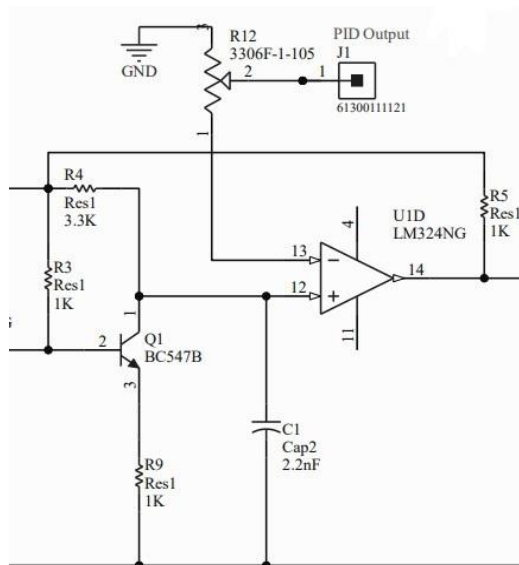 3
R12
3306F-1-105
PID Output
J1
GND
2
1
61300111121
1
R4
Res1
3.3K
R5
Res1
1K
U1D
LM324NG
4
13
14
12
11
R3
Res1
1K
1
2
Q1
BC547B
3
C1
Cap2
2.2nF
R9
Res1
1K